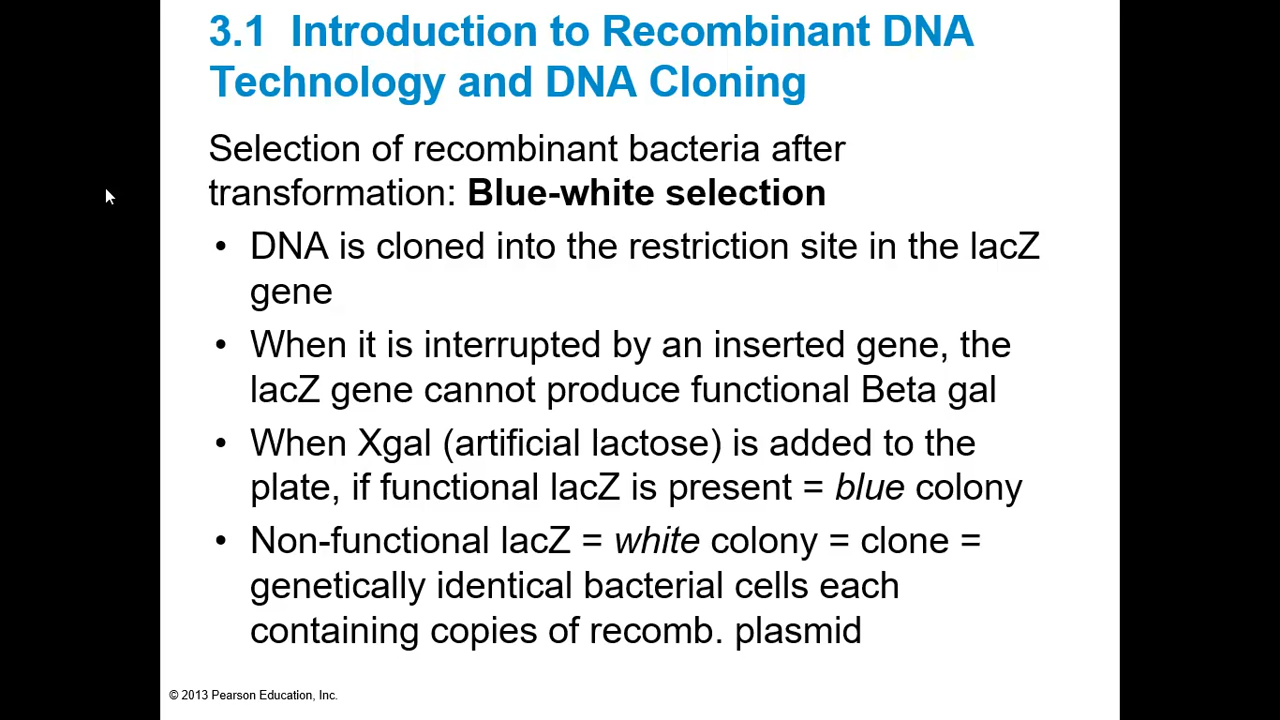 3.1 Introduction to Recombinant DNA
Technology and DNA Cloning
Selection of recombinant bacteria after
transformation: Blue-white selection
• DNA is cloned into the restriction site in the lacZ
gene
• When it is interrupted by an inserted gene, the
lacZ gene cannot produce functional Beta gal
• When Xgal (artificial lactose) is added to the
plate, if functional lacZ is present = blue colony
• Non-functional lacZ = white colony = clone =
genetically identical bacterial cells each
containing copies of recomb. plasmid
© 2013 Pearson Education, Inc.